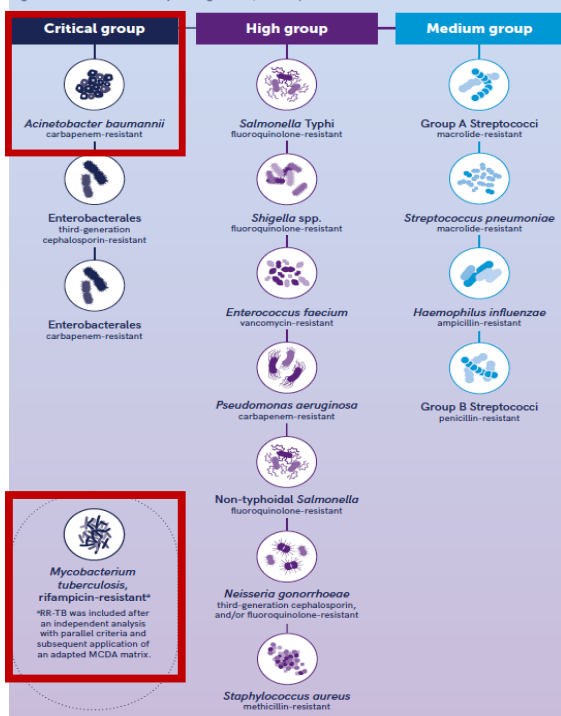 Critical group
Acinetobacter baumannii
carbapenem-resistant
Enterobacterales
third-generation
cephalosporin-resistant
Enterobacterales
carbapenem-resistant
Mycobacterium
tuberculosis,
rifampicin-resistantᵃ
ᵃRR-TB was included after
an independent analysis
with parallel criteria and
subsequent application of
an adapted MCDA matrix.
High group
Salmonella Typhi
fluoroquinolone-resistant
Shigella spp.
fluoroquinolone-resistant
Enterococcus faecium
vancomycin-resistant
Pseudomonas aeruginosa
carbapenem-resistant
Non-typhoidal Salmonella
fluoroquinolone-resistant
Neisseria gonorrhoeae
third-generation cephalosporin,
and/or fluoroquinolone-resistant
Staphylococcus aureus
methicillin-resistant
Medium group
Group A Streptococci
macrolide-resistant
Streptococcus pneumoniae
macrolide-resistant
Haemophilus influenzae
ampicillin-resistant
Group B Streptococci
penicillin-resistant